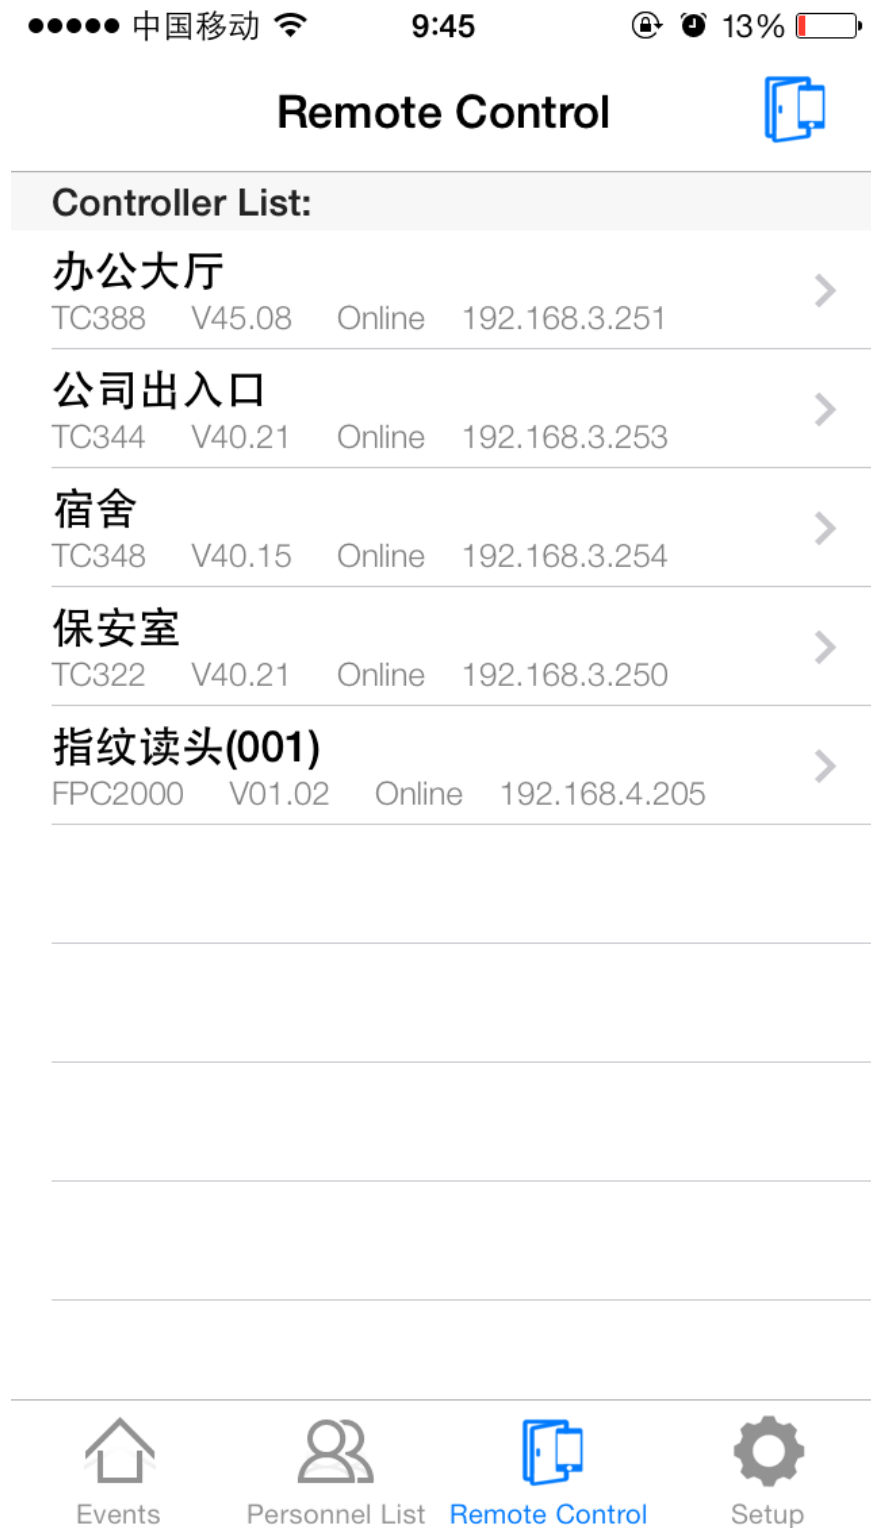 中国移动 9:45 13%
Remote Control
Controller List:
办公大厅
TC388 V45.08 Online 192.168.3.251
公司出入口
TC344 V40.21 Online 192.168.3.253
宿舍
TC348 V40.15 Online 192.168.3.254
保安室
TC322 V40.21 Online 192.168.3.250
指纹读头(001)
FPC2000 V01.02 Online 192.168.4.205
Events Personnel List Remote Control Setup